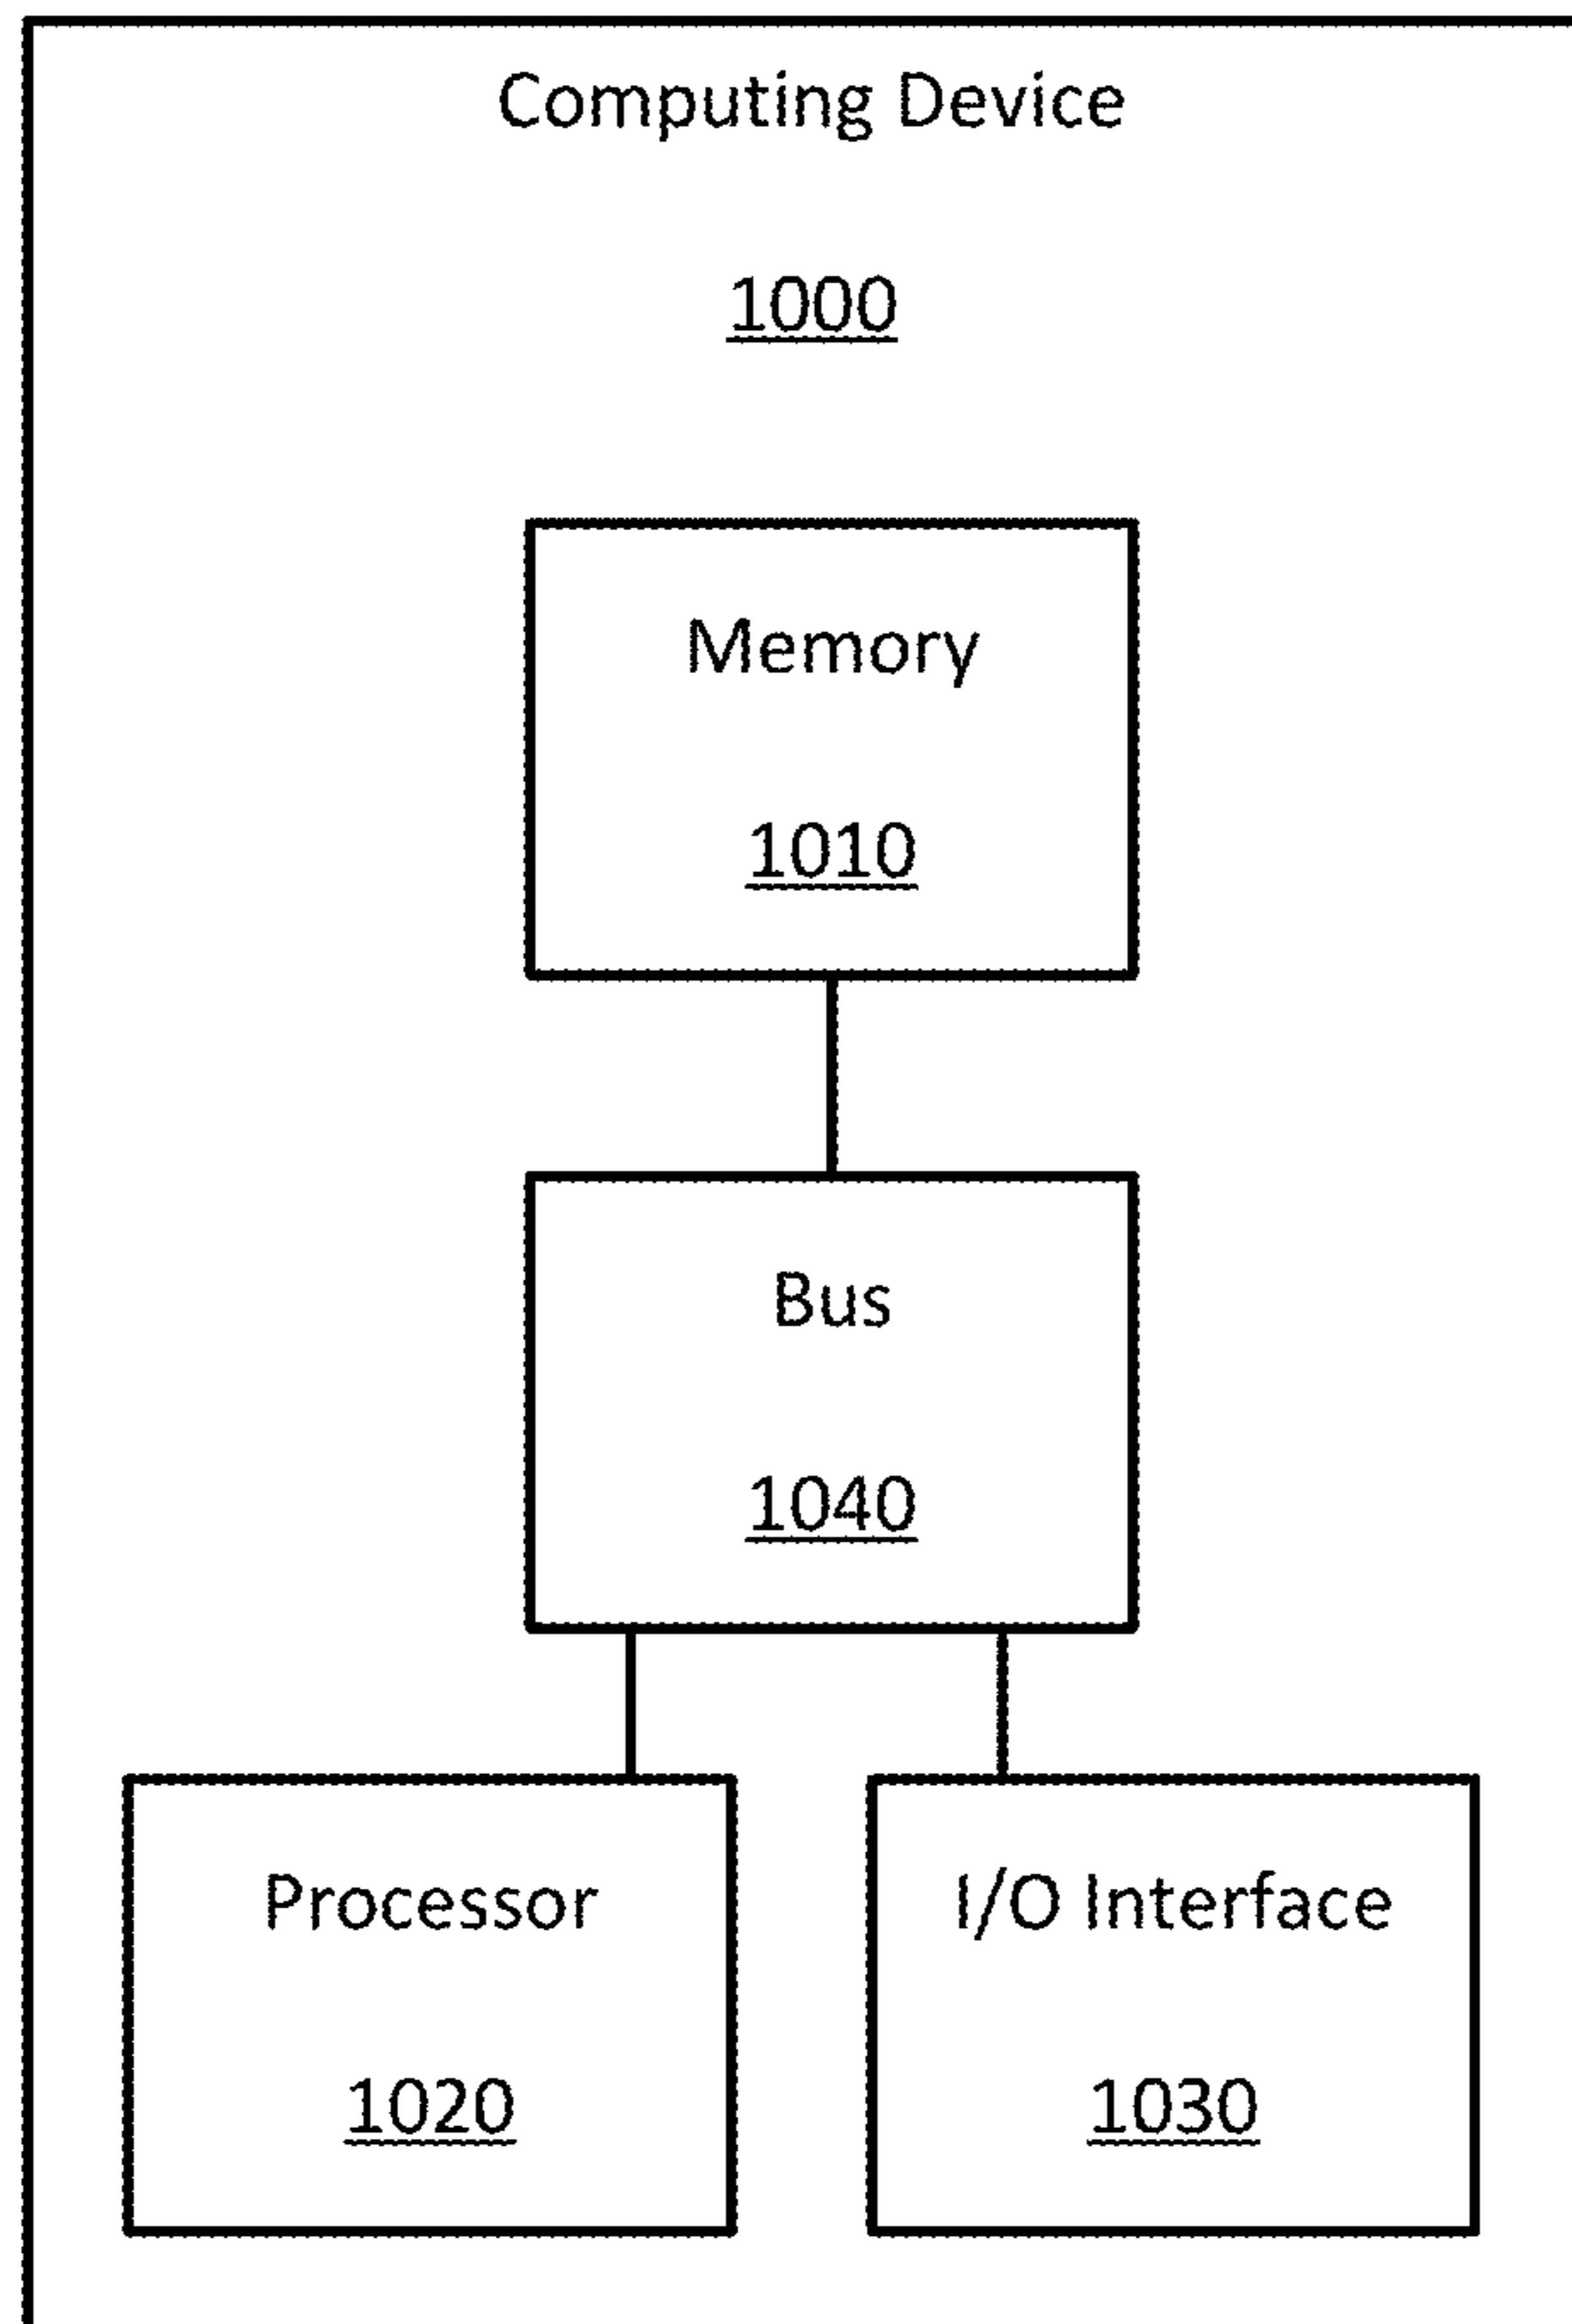 Computing Device
1000
Memory
1010
Bus
1040
Processor
1020
I/O Interface
1030